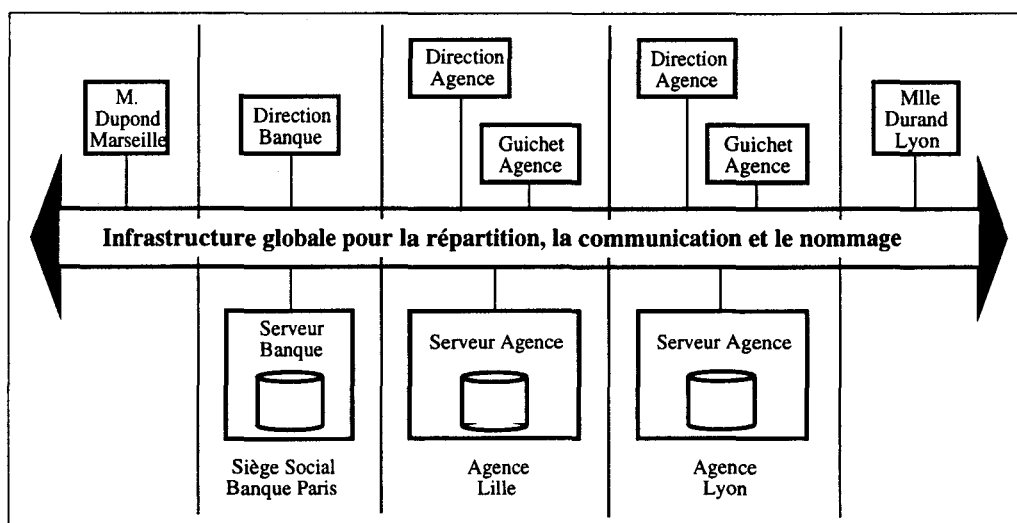 M.
Dupond
Marseille
Direction
Banque
Direction
Agence
Guichet
Agence
Direction
Agence
Guichet
Agence
Mlle
Durand
Lyon
Infrastructure globale pour la répartition, la communication et le nommage
Serveur
Banque
Siège Social
Banque Paris
Serveur Agence
Agence
Lille
Serveur Agence
Agence
Lyon